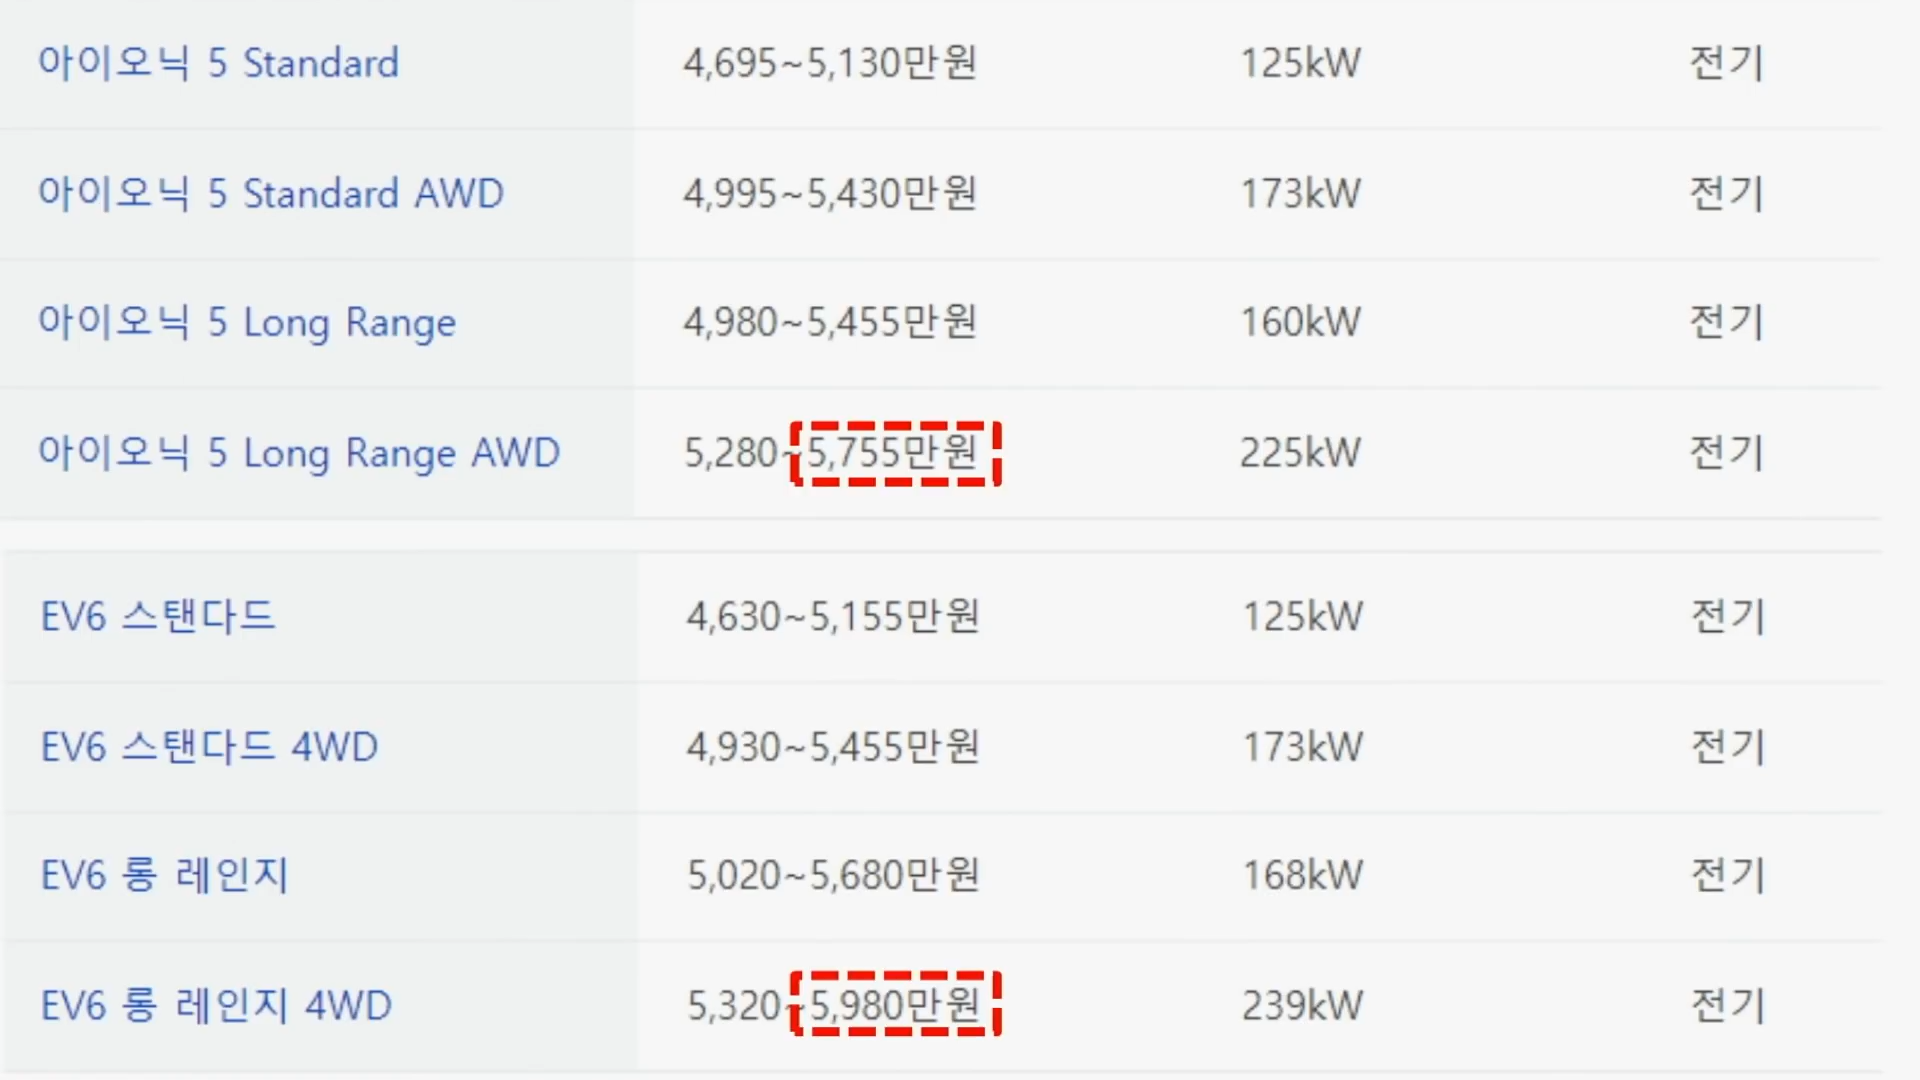 아이오닉 5 Standard 4,695~5,130만원 125kW 전기
아이오닉 5 Standard AWD 4,995~5,430만원 173kW 전기
아이오닉 5 Long Range 4,980~5,455만원 160kW 전기
아이오닉 5 Long Range AWD 5,280~5,755만원 225kW 전기
EV6 스탠다드 4,630~5,155만원 125kW 전기
EV6 스탠다드 4WD 4,930~5,455만원 173kW 전기
EV6 롱 레인지 5,020~5,680만원 168kW 전기
EV6 롱 레인지 4WD 5,320~5,980만원 239kW 전기